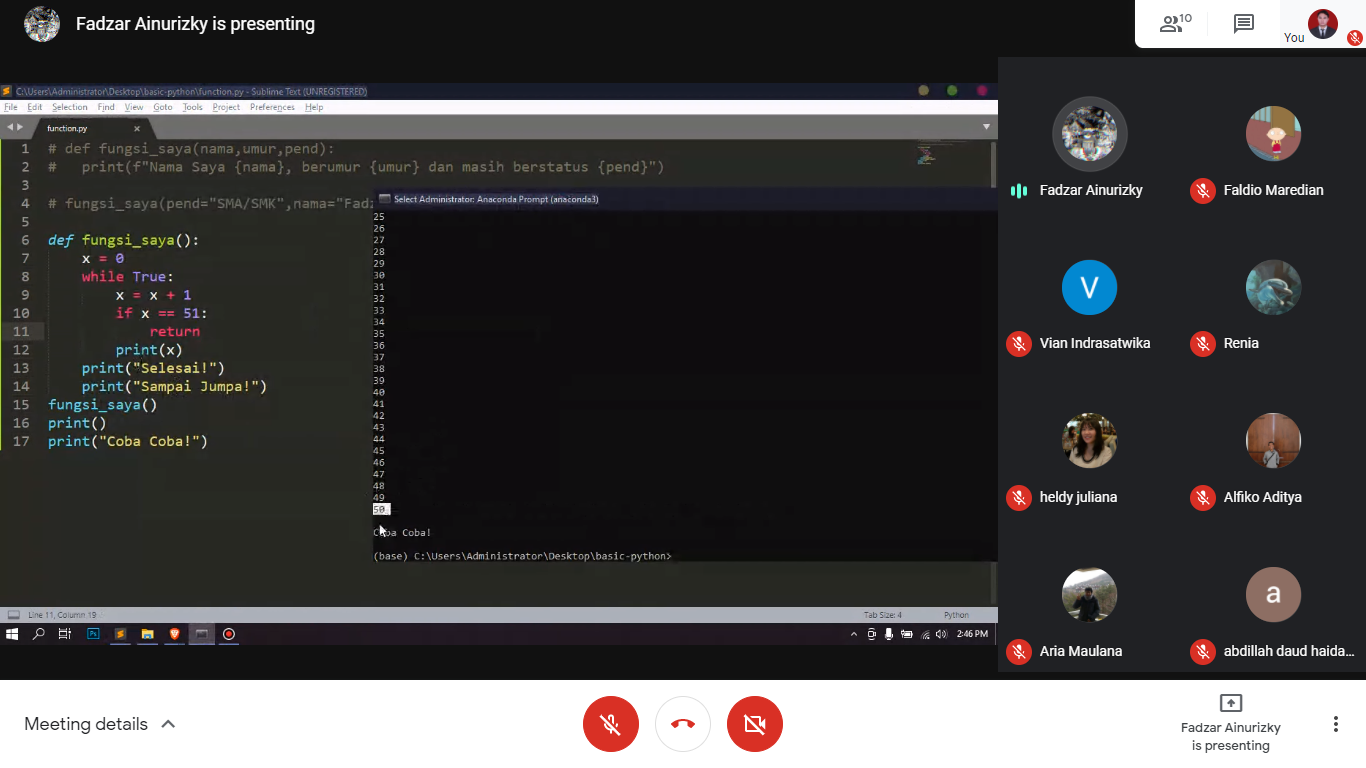 Fadzar Ainurizky is presenting
10
You
C:\Users\Administrator\Desktop\basic-python\function.py - Sublime Text (UNREGISTERED)
File Edit Selection Find View Goto Tools Project Preferences Help
function.py
1 # def fungsi_saya(nama,umur,pend):
2 #   print(f"Nama Saya {nama}, berumur {umur} dan masih berstatus {pend}")
3
4 # fungsi_saya(pend="SMA/SMK",nama="Fad
5
6 def fungsi_saya():
7     x = 0
8     while True:
9         x = x + 1
10         if x == 51:
11             return
12         print(x)
13     print("Selesai!")
14     print("Sampai Jumpa!")
15 fungsi_saya()
16 print()
17 print("Coba Coba!")
Select Administrator: Anaconda Prompt (anaconda3)
25
26
27
28
29
30
31
32
33
34
35
36
37
38
39
40
41
42
43
44
45
46
47
48
49
50
Coba Coba!
(base) C:\Users\Administrator\Desktop\basic-python>
Line 11, Column 19
Tab Size: 4
Python
Ps
2:46 PM
Fadzar Ainurizky
Faldio Maredian
V
Vian Indrasatwika
Renia
heldy juliana
Alfiko Aditya
a
Aria Maulana
abdillah daud haida...
Meeting details
Fadzar Ainurizky
is presenting